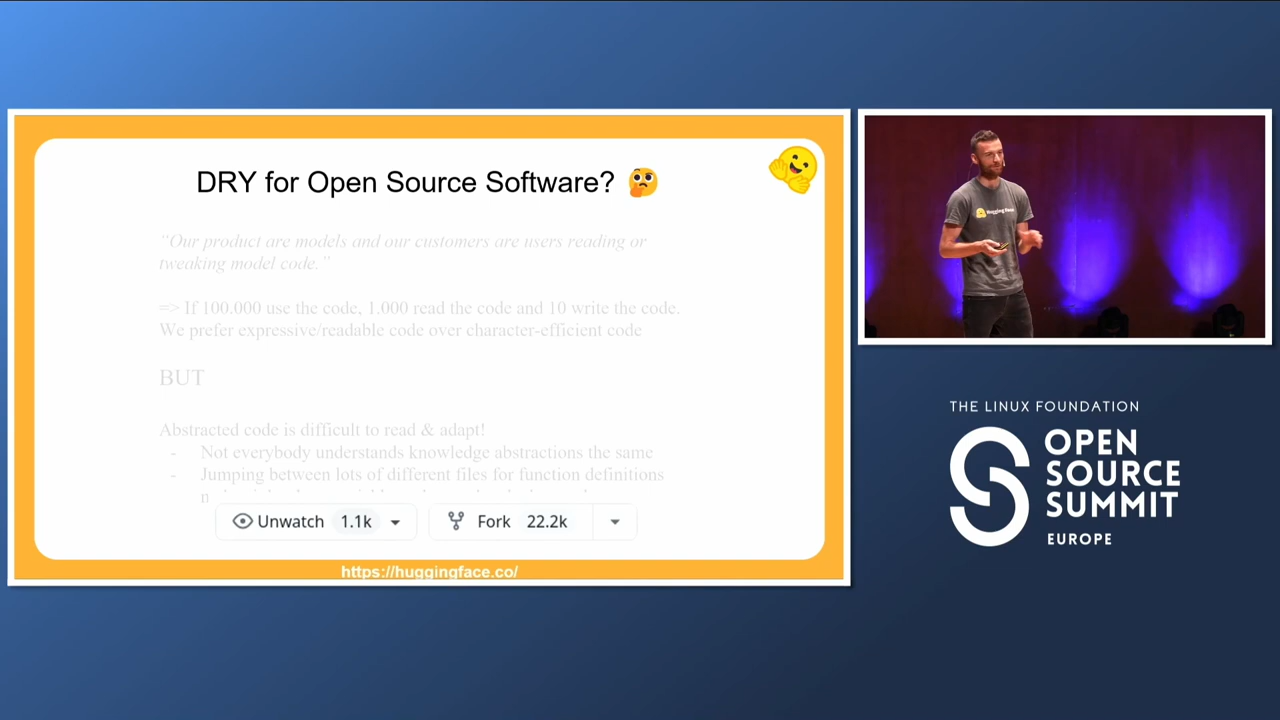 DRY for Open Source Software? 🤔
“Our product are models and our customers are users reading or
tweaking model code.”
=> If 100.000 use the code, 1.000 read the code and 10 write the code.
We prefer expressive/readable code over character-efficient code
BUT
Abstracted code is difficult to read & adapt!
- Not everybody understands knowledge abstractions the same
- Jumping between lots of different files for function definitions
Unwatch 1.1k
Fork 22.2k
https://huggingface.co/
Hugging Face
THE LINUX FOUNDATION
OPEN
SOURCE
SUMMIT
EUROPE